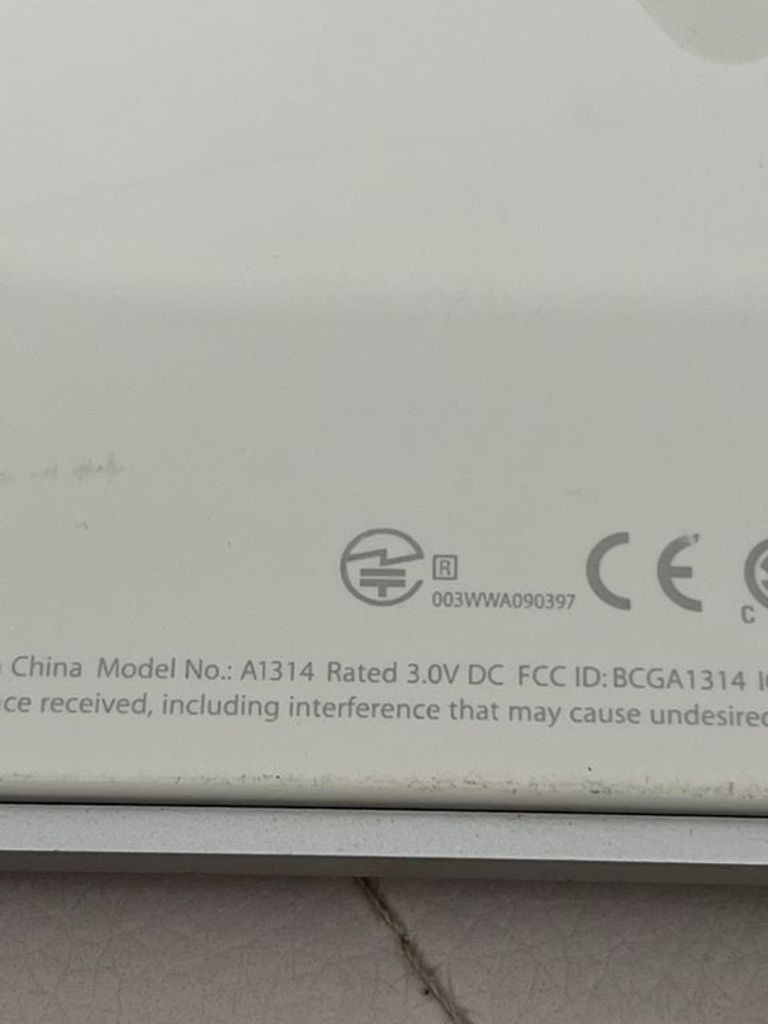 R
003WWA090397
CE
C
China Model No.: A1314 Rated 3.0V DC FCC ID: BCGA1314
ce received, including interference that may cause undesired